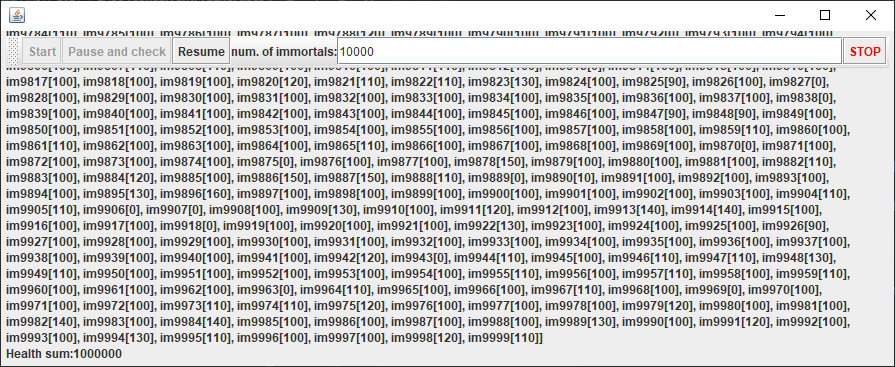 Start Pause and check Resume num. of immortals: 10000 STOP
im9817[100], im9818[100], im9819[100], im9820[120], im9821[110], im9822[110], im9823[130], im9824[100], im9825[90], im9826[100], im9827[0],
im9828[100], im9829[100], im9830[100], im9831[100], im9832[100], im9833[100], im9834[100], im9835[100], im9836[100], im9837[100], im9838[0],
im9839[100], im9840[100], im9841[100], im9842[100], im9843[100], im9844[100], im9845[100], im9846[100], im9847[90], im9848[90], im9849[100],
im9850[100], im9851[100], im9852[100], im9853[100], im9854[100], im9855[100], im9856[100], im9857[100], im9858[100], im9859[110], im9860[100],
im9861[110], im9862[100], im9863[100], im9864[100], im9865[110], im9866[100], im9867[100], im9868[100], im9869[100], im9870[0], im9871[100],
im9872[100], im9873[100], im9874[100], im9875[0], im9876[100], im9877[100], im9878[150], im9879[100], im9880[100], im9881[100], im9882[110],
im9883[100], im9884[120], im9885[100], im9886[150], im9887[150], im9888[110], im9889[0], im9890[10], im9891[100], im9892[100], im9893[100],
im9894[100], im9895[130], im9896[160], im9897[100], im9898[100], im9899[100], im9900[100], im9901[100], im9902[100], im9903[100], im9904[110],
im9905[110], im9906[0], im9907[0], im9908[100], im9909[130], im9910[100], im9911[120], im9912[100], im9913[140], im9914[140], im9915[100],
im9916[100], im9917[100], im9918[0], im9919[100], im9920[100], im9921[100], im9922[130], im9923[100], im9924[100], im9925[100], im9926[90],
im9927[100], im9928[100], im9929[100], im9930[100], im9931[100], im9932[100], im9933[100], im9934[100], im9935[100], im9936[100], im9937[100],
im9938[100], im9939[100], im9940[100], im9941[100], im9942[120], im9943[0], im9944[110], im9945[100], im9946[110], im9947[110], im9948[130],
im9949[110], im9950[100], im9951[100], im9952[100], im9953[100], im9954[100], im9955[110], im9956[100], im9957[110], im9958[100], im9959[110],
im9960[100], im9961[100], im9962[100], im9963[0], im9964[110], im9965[100], im9966[100], im9967[110], im9968[100], im9969[0], im9970[100],
im9971[100], im9972[100], im9973[110], im9974[110], im9975[120], im9976[100], im9977[100], im9978[100], im9979[120], im9980[100], im9981[100],
im9982[140], im9983[100], im9984[140], im9985[100], im9986[100], im9987[100], im9988[100], im9989[130], im9990[100], im9991[120], im9992[100],
im9993[100], im9994[130], im9995[110], im9996[100], im9997[100], im9998[120], im9999[110]]
Health sum:1000000